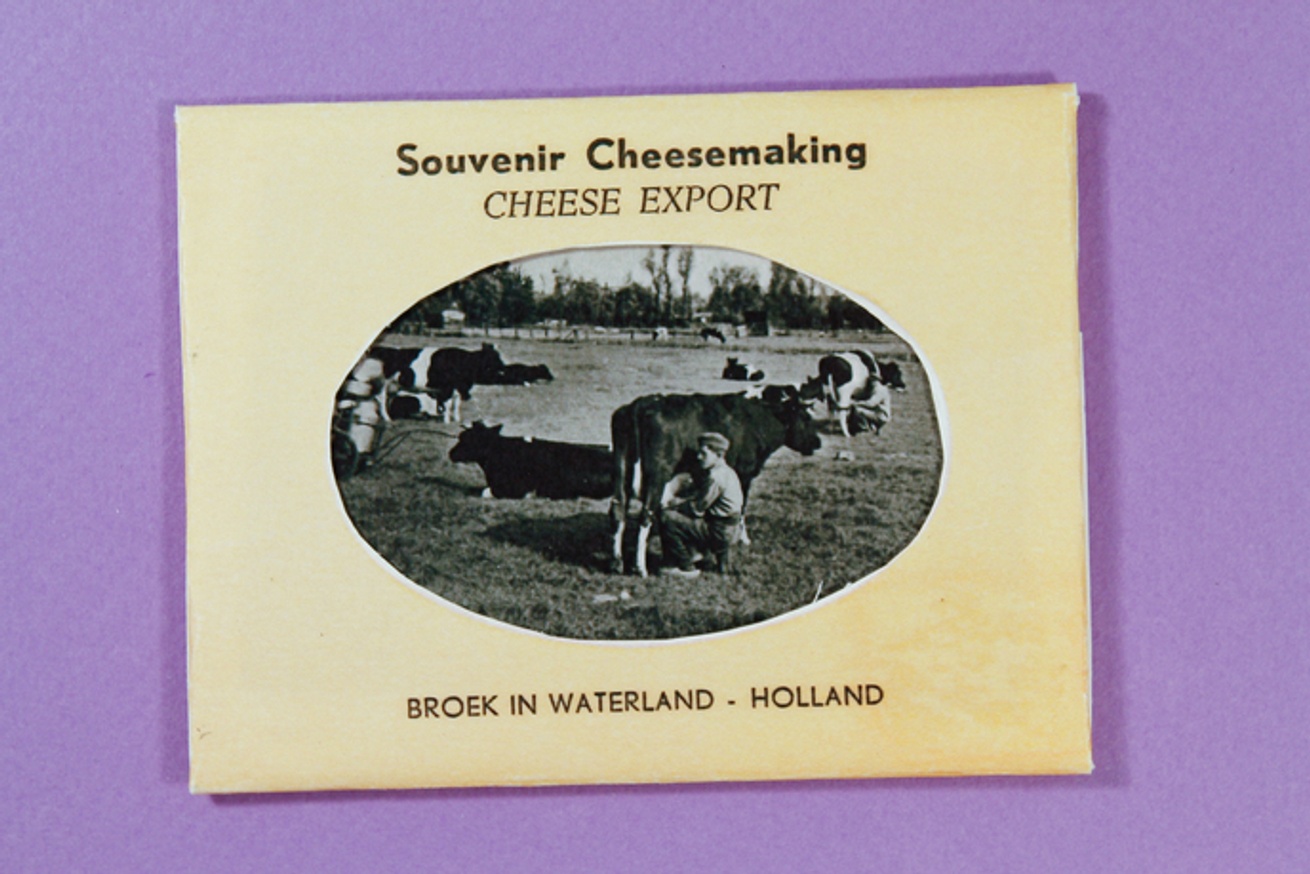 Souvenir Cheesemaking
CHEESE EXPORT
BROEK IN WATERLAND - HOLLAND